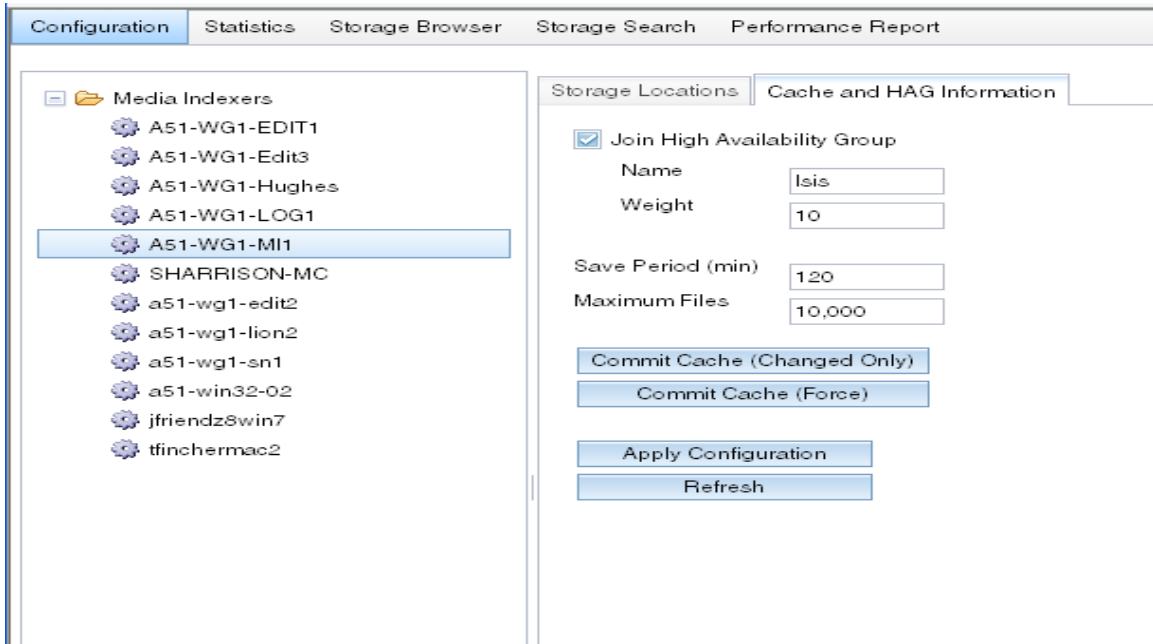 Configuration Statistics Storage Browser Storage Search Performance Report
Media Indexers
A51-WG1-EDIT1
A51-WG1-Edit3
A51-WG1-Hughes
A51-WG1-LOG1
A51-WG1-MI1
SHARRISON-MC
a51-wg1-edit2
a51-wg1-lion2
a51-wg1-sn1
a51-win32-02
jfriendz8win7
tfinchermac2
Storage Locations Cache and HAG Information
Join High Availability Group
Name Isis
Weight 10
Save Period (min) 120
Maximum Files 10,000
Commit Cache (Changed Only)
Commit Cache (Force)
Apply Configuration
Refresh